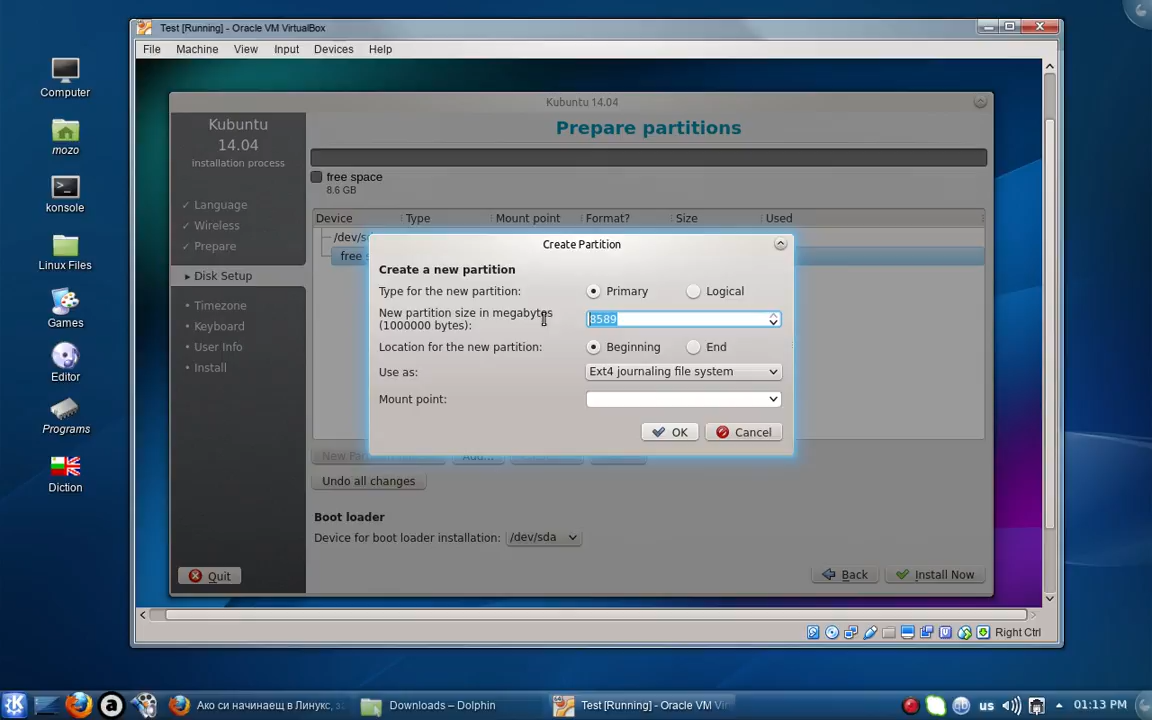 Test [Running] - Oracle VM VirtualBox
File Machine View Input Devices Help
Computer
mozo
konsole
Linux Files
Games
Editor
Programs
Diction
Kubuntu 14.04
Kubuntu
14.04
installation process
✓ Language
✓ Wireless
✓ Prepare
▸ Disk Setup
• Timezone
• Keyboard
• User Info
• Install
Quit
Prepare partitions
free space
8.6 GB
Device Type Mount point Format? Size Used
free
Create Partition
Create a new partition
Type for the new partition: Primary Logical
New partition size in megabytes
(1000000 bytes): 8589
Location for the new partition: Beginning End
Use as: Ext4 journaling file system
Mount point:
OK Cancel
Undo all changes
Boot loader
Device for boot loader installation: /dev/sda
Back Install Now
Right Ctrl
Ако си начинаещ в Линукс, Downloads – Dolphin Test [Running] - Oracle VM us 01:13 PM